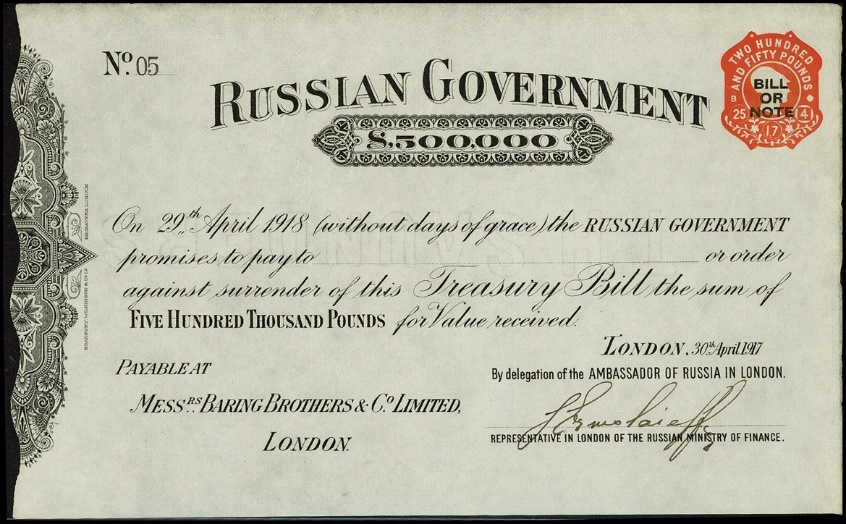 Nº 05
RUSSIAN GOVERNMENT
£.500,000
TWO HUNDRED AND FIFTY POUNDS
BILL OR NOTE
B 25 4
17
On 29th April 1918 (without days of grace) the RUSSIAN GOVERNMENT
promises to pay to or order
against surrender of this Treasury Bill the sum of
FIVE HUNDRED THOUSAND POUNDS for Value received.
LONDON, 30th April 1917
PAYABLE AT
By delegation of the AMBASSADOR OF RUSSIA IN LONDON.
MESSRS BARING BROTHERS & CO LIMITED,
LONDON.
REPRESENTATIVE IN LONDON OF THE RUSSIAN MINISTRY OF FINANCE.